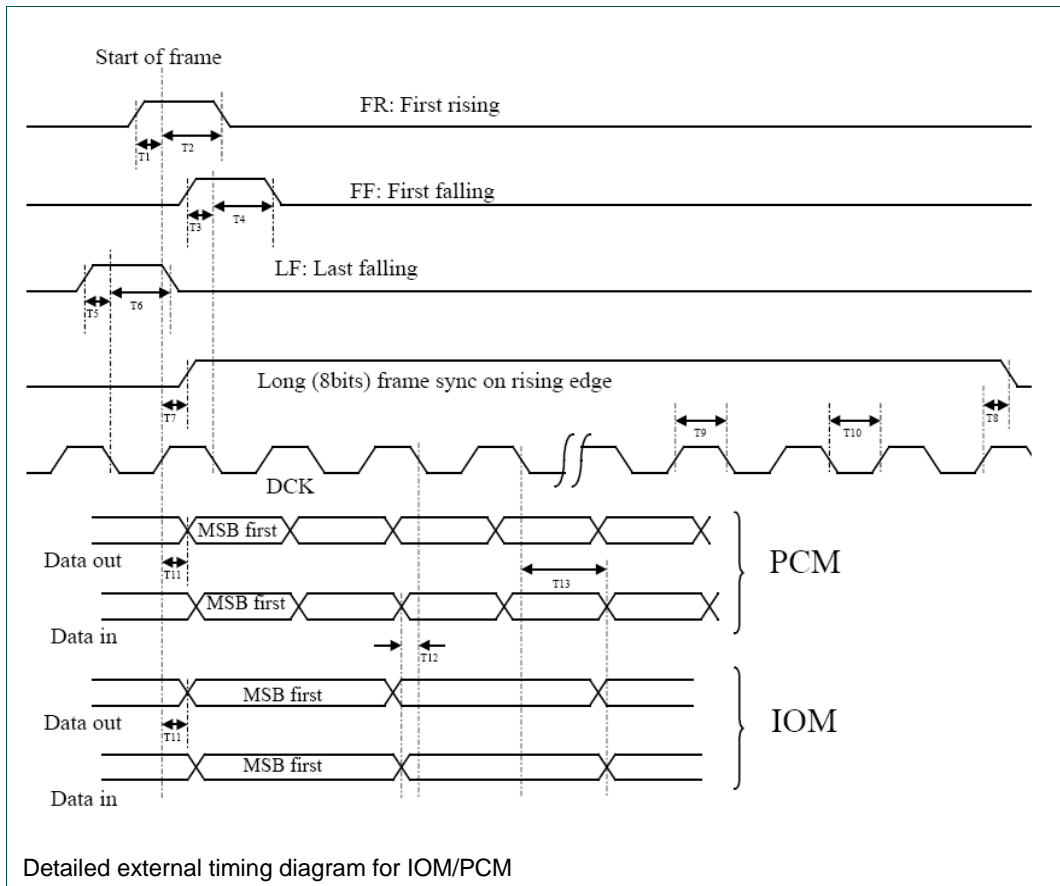 Start of frame
FR: First rising
T1
T2
FF: First falling
T3
T4
LF: Last falling
T5
T6
Long (8bits) frame sync on rising edge
T7
T8
T9
T10
DCK
MSB first
Data out
T11
PCM
T13
MSB first
Data in
T12
MSB first
Data out
T11
IOM
MSB first
Data in
Detailed external timing diagram for IOM/PCM